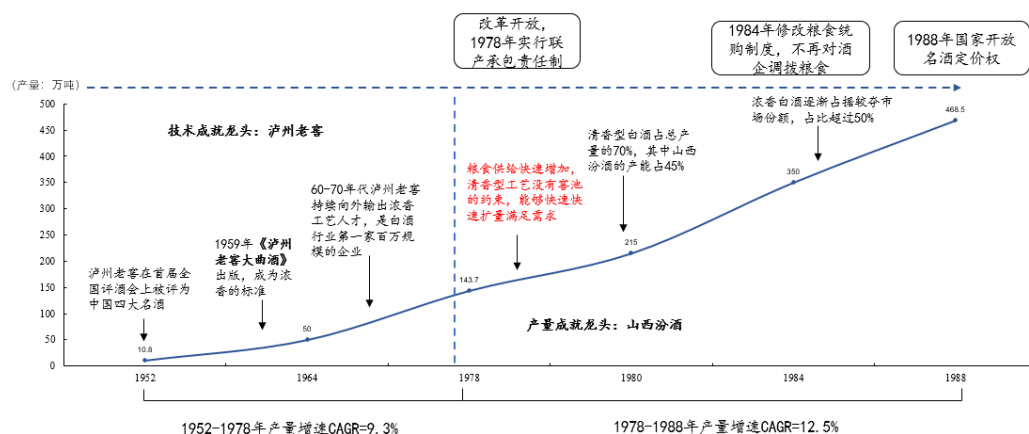 改革开放，
1978年实行联
产承包责任制
1984年修改粮食统
购制度，不再对酒
企调拨粮食
1988年国家开放
名酒定价权
(产量：万吨)
500
450
400
350
300
250
200
150
100
50
0
技术成就龙头：泸州老窖
泸州老窖在首届全
国评酒会上被评为
中国四大名酒
1959年《泸州
老窖大曲酒》
出版，成为浓
香的标准
60-70年代泸州老窖
持续向外输出浓香
工艺人才，是白酒
行业第一家百万规
模的企业
粮食供给快速增加，
清香型工艺没有窖池
的约束，能够快速快
速扩量满足需求
清香型白酒占总产
量的70%，其中山西
汾酒的产能占45%
浓香白酒逐渐占据较夯市
场份额，占比超过50%
产量成就龙头：山西汾酒
10.8
50
143.7
215
350
468.5
1952
1964
1978
1980
1984
1988
1952-1978年产量增速CAGR=9.3%
1978-1988年产量增速CAGR=12.5%